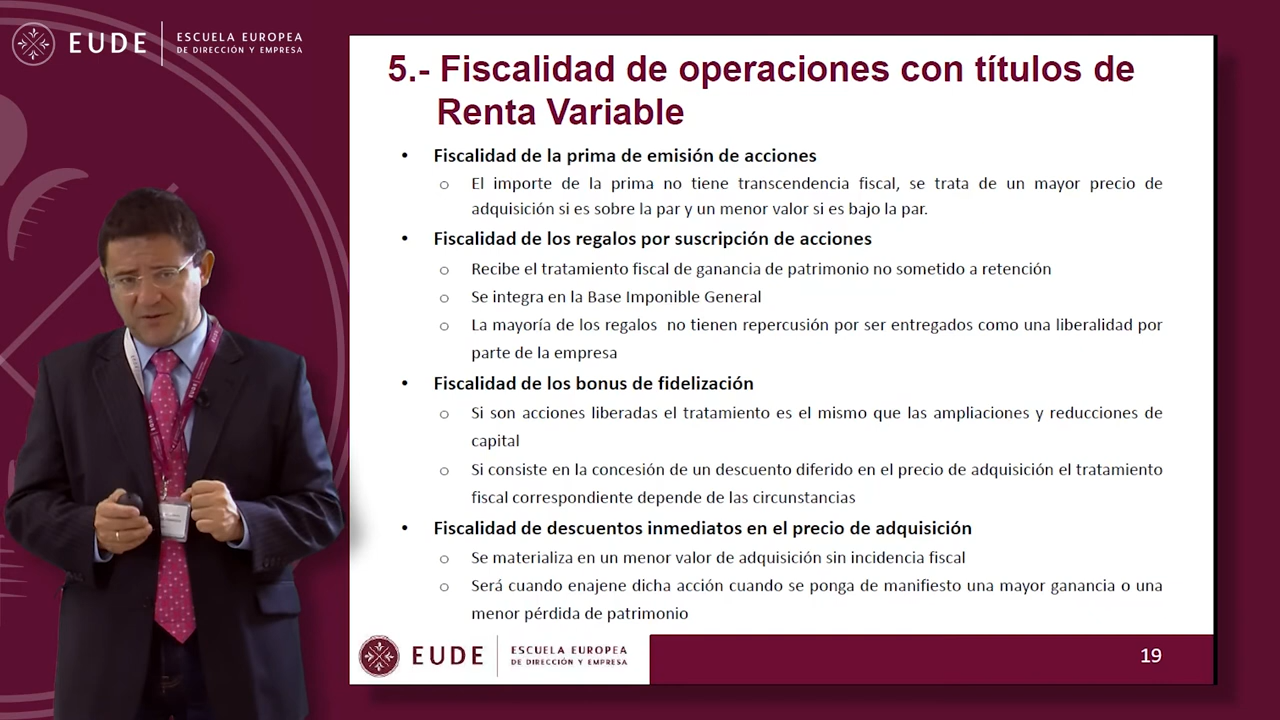 EUDE
ESCUELA EUROPEA
DE DIRECCIÓN Y EMPRESA
5.- Fiscalidad de operaciones con títulos de
Renta Variable
• Fiscalidad de la prima de emisión de acciones
o El importe de la prima no tiene transcendencia fiscal, se trata de un mayor precio de
adquisición si es sobre la par y un menor valor si es bajo la par.
• Fiscalidad de los regalos por suscripción de acciones
o Recibe el tratamiento fiscal de ganancia de patrimonio no sometido a retención
o Se integra en la Base Imponible General
o La mayoría de los regalos no tienen repercusión por ser entregados como una liberalidad por
parte de la empresa
• Fiscalidad de los bonus de fidelización
o Si son acciones liberadas el tratamiento es el mismo que las ampliaciones y reducciones de
capital
o Si consiste en la concesión de un descuento diferido en el precio de adquisición el tratamiento
fiscal correspondiente depende de las circunstancias
• Fiscalidad de descuentos inmediatos en el precio de adquisición
o Se materializa en un menor valor de adquisición sin incidencia fiscal
o Será cuando enajene dicha acción cuando se ponga de manifiesto una mayor ganancia o una
menor pérdida de patrimonio
EUDE
ESCUELA EUROPEA
DE DIRECCIÓN Y EMPRESA
19